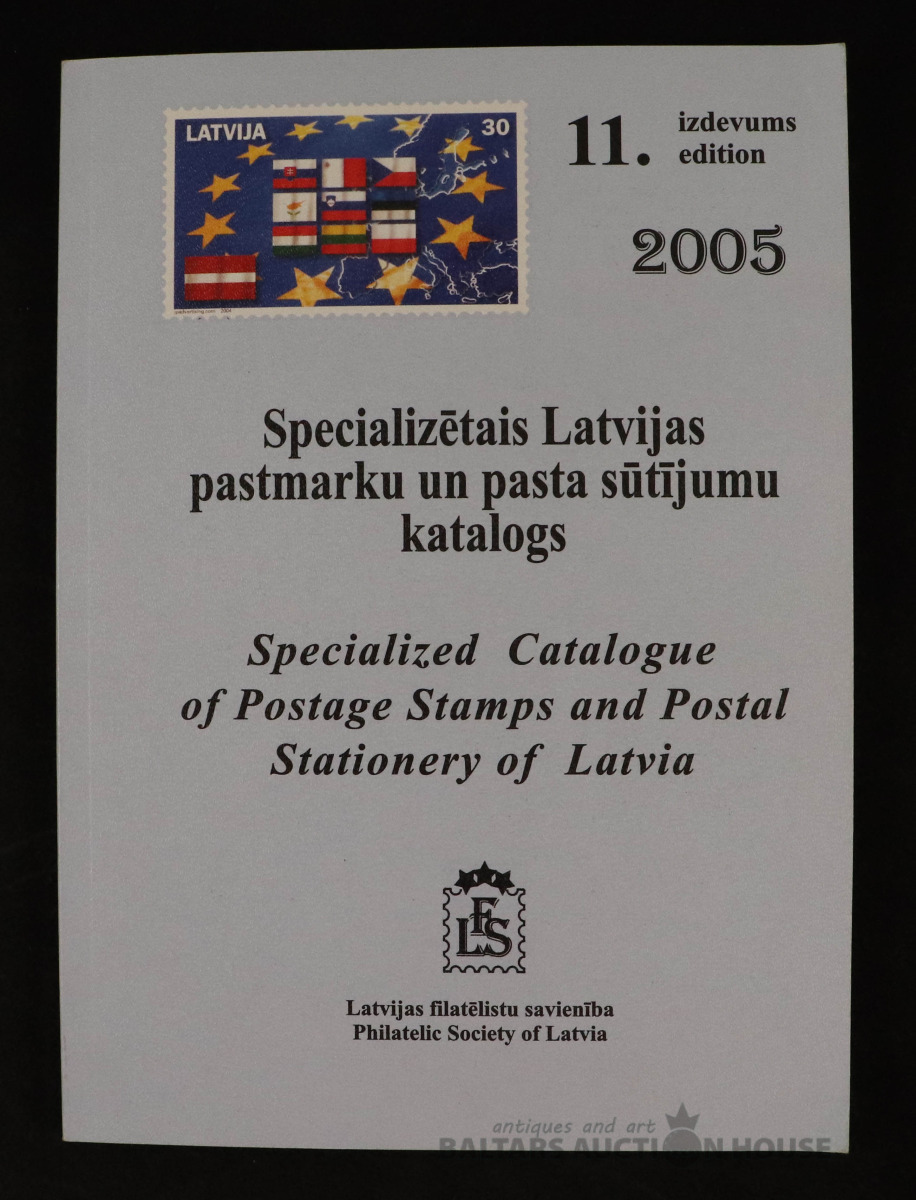 LATVIJA
30
11. izdevums
edition
2005
Specializētais Latvijas
pastmarku un pasta sūtījumu
katalogs
Specialized Catalogue
of Postage Stamps and Postal
Stationery of Latvia
LFS
Latvijas filatēlistu savienība
Philatelic Society of Latvia
antiques and art
BALTARS AUCTION HOUSE